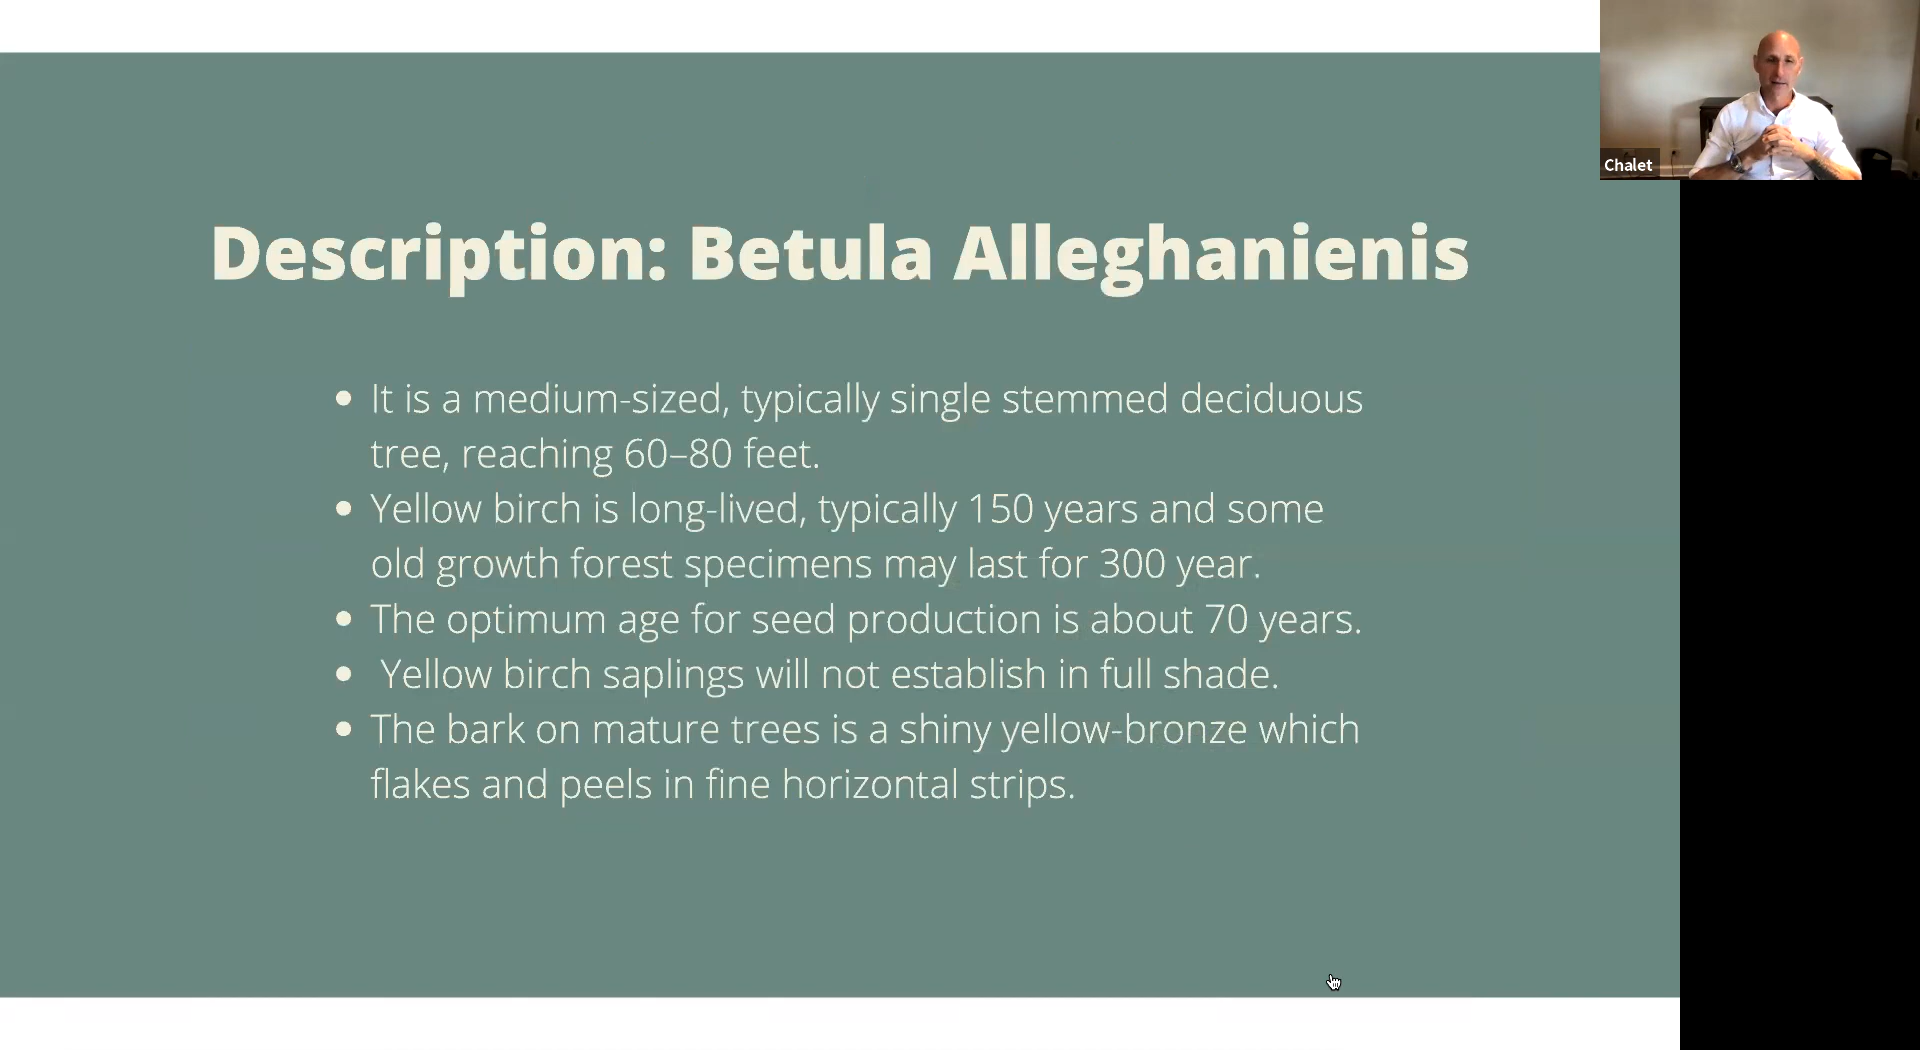 Chalet
Description: Betula Alleghanienis
• It is a medium-sized, typically single stemmed deciduous
tree, reaching 60–80 feet.
• Yellow birch is long-lived, typically 150 years and some
old growth forest specimens may last for 300 year.
• The optimum age for seed production is about 70 years.
• Yellow birch saplings will not establish in full shade.
• The bark on mature trees is a shiny yellow-bronze which
flakes and peels in fine horizontal strips.